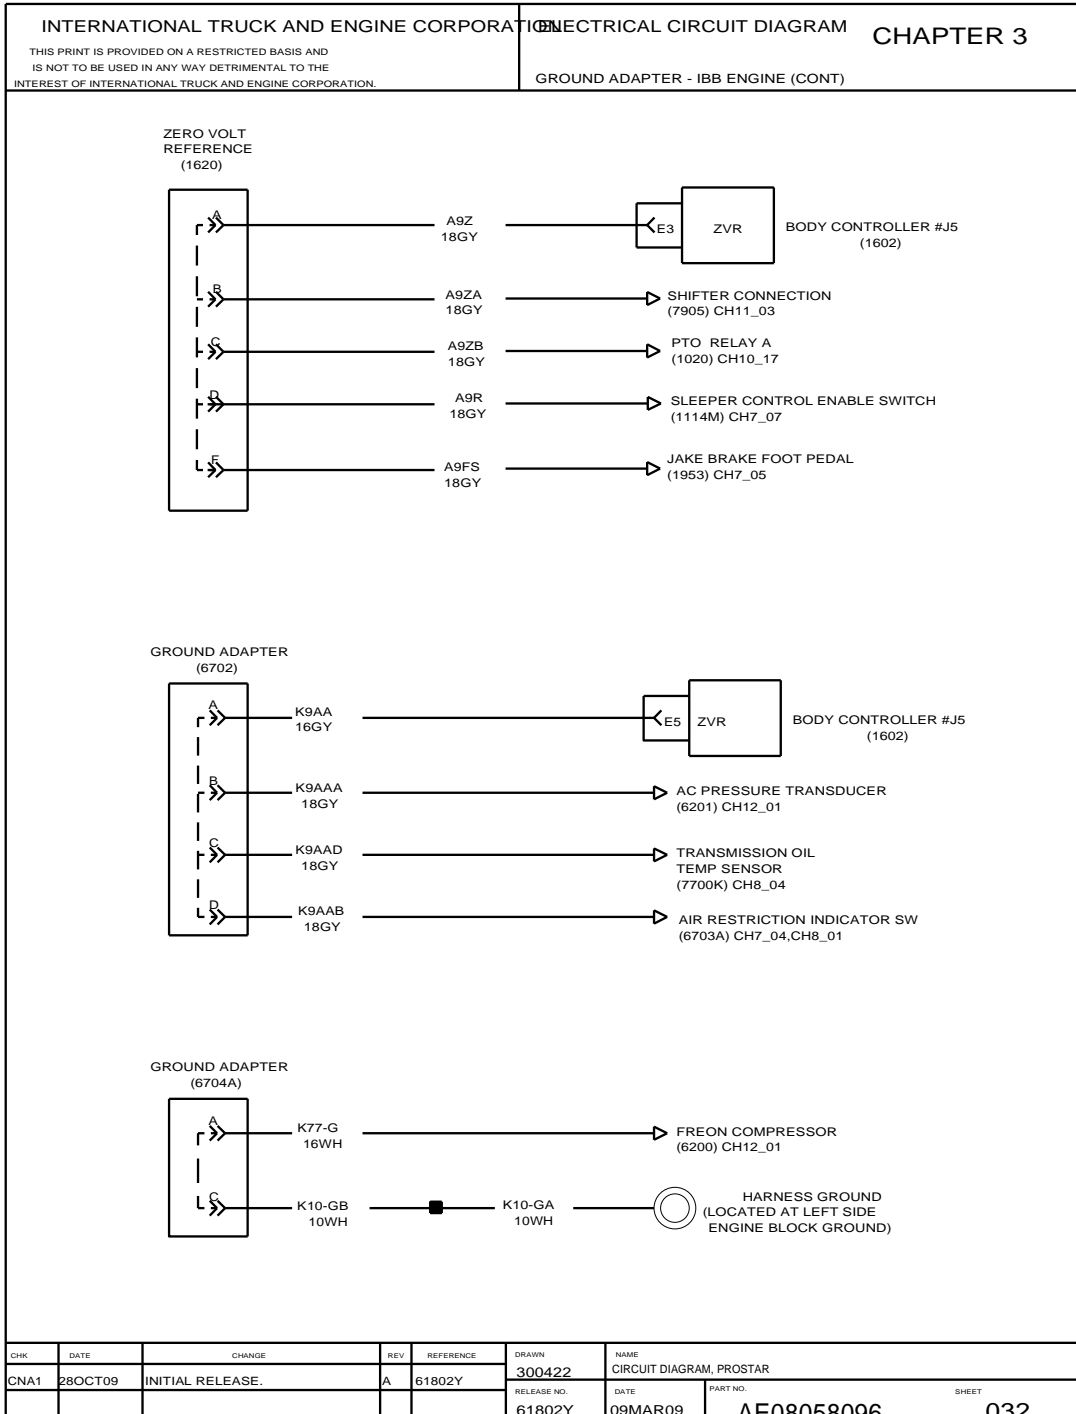 INTERNATIONAL TRUCK AND ENGINE CORPORATION
THIS PRINT IS PROVIDED ON A RESTRICTED BASIS AND
IS NOT TO BE USED IN ANY WAY DETRIMENTAL TO THE
INTEREST OF INTERNATIONAL TRUCK AND ENGINE CORPORATION.
ELECTRICAL CIRCUIT DIAGRAM
GROUND ADAPTER - IBB ENGINE (CONT)
CHAPTER 3
ZERO VOLT
REFERENCE
(1620)
A
A9Z
18GY
E3
ZVR
BODY CONTROLLER #J5
(1602)
B
A9ZA
18GY
SHIFTER CONNECTION
(7905) CH11_03
C
A9ZB
18GY
PTO RELAY A
(1020) CH10_17
D
A9R
18GY
SLEEPER CONTROL ENABLE SWITCH
(1114M) CH7_07
A9FS
18GY
JAKE BRAKE FOOT PEDAL
(1953) CH7_05
GROUND ADAPTER
(6702)
A
K9AA
16GY
E5
ZVR
BODY CONTROLLER #J5
(1602)
B
K9AAA
18GY
AC PRESSURE TRANSDUCER
(6201) CH12_01
C
K9AAD
18GY
TRANSMISSION OIL
TEMP SENSOR
(7700K) CH8_04
D
K9AAB
18GY
AIR RESTRICTION INDICATOR SW
(6703A) CH7_04,CH8_01
GROUND ADAPTER
(6704A)
A
K77-G
16WH
FREON COMPRESSOR
(6200) CH12_01
C
K10-GB
10WH
K10-GA
10WH
HARNESS GROUND
(LOCATED AT LEFT SIDE
ENGINE BLOCK GROUND)
CHK DATE CHANGE REV REFERENCE
CNA1 28OCT09 INITIAL RELEASE. A 61802Y
DRAWN
300422
NAME
CIRCUIT DIAGRAM, PROSTAR
RELEASE NO.
61802Y
DATE
09MAR09
PART NO.
AE08058096
SHEET
032